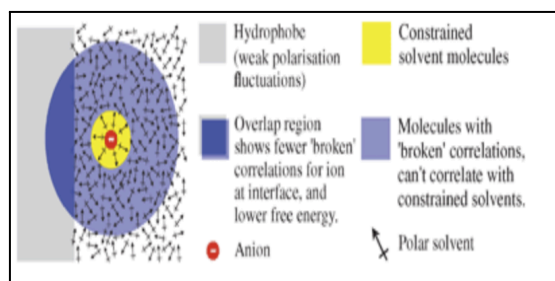 Hydrophobe
(weak polarisation
fluctuations)
Constrained
solvent molecules
Overlap region
shows fewer 'broken'
correlations for ion
at interface, and
lower free energy.
Molecules with
'broken' correlations,
can't correlate with
constrained solvents.
Anion
Polar solvent